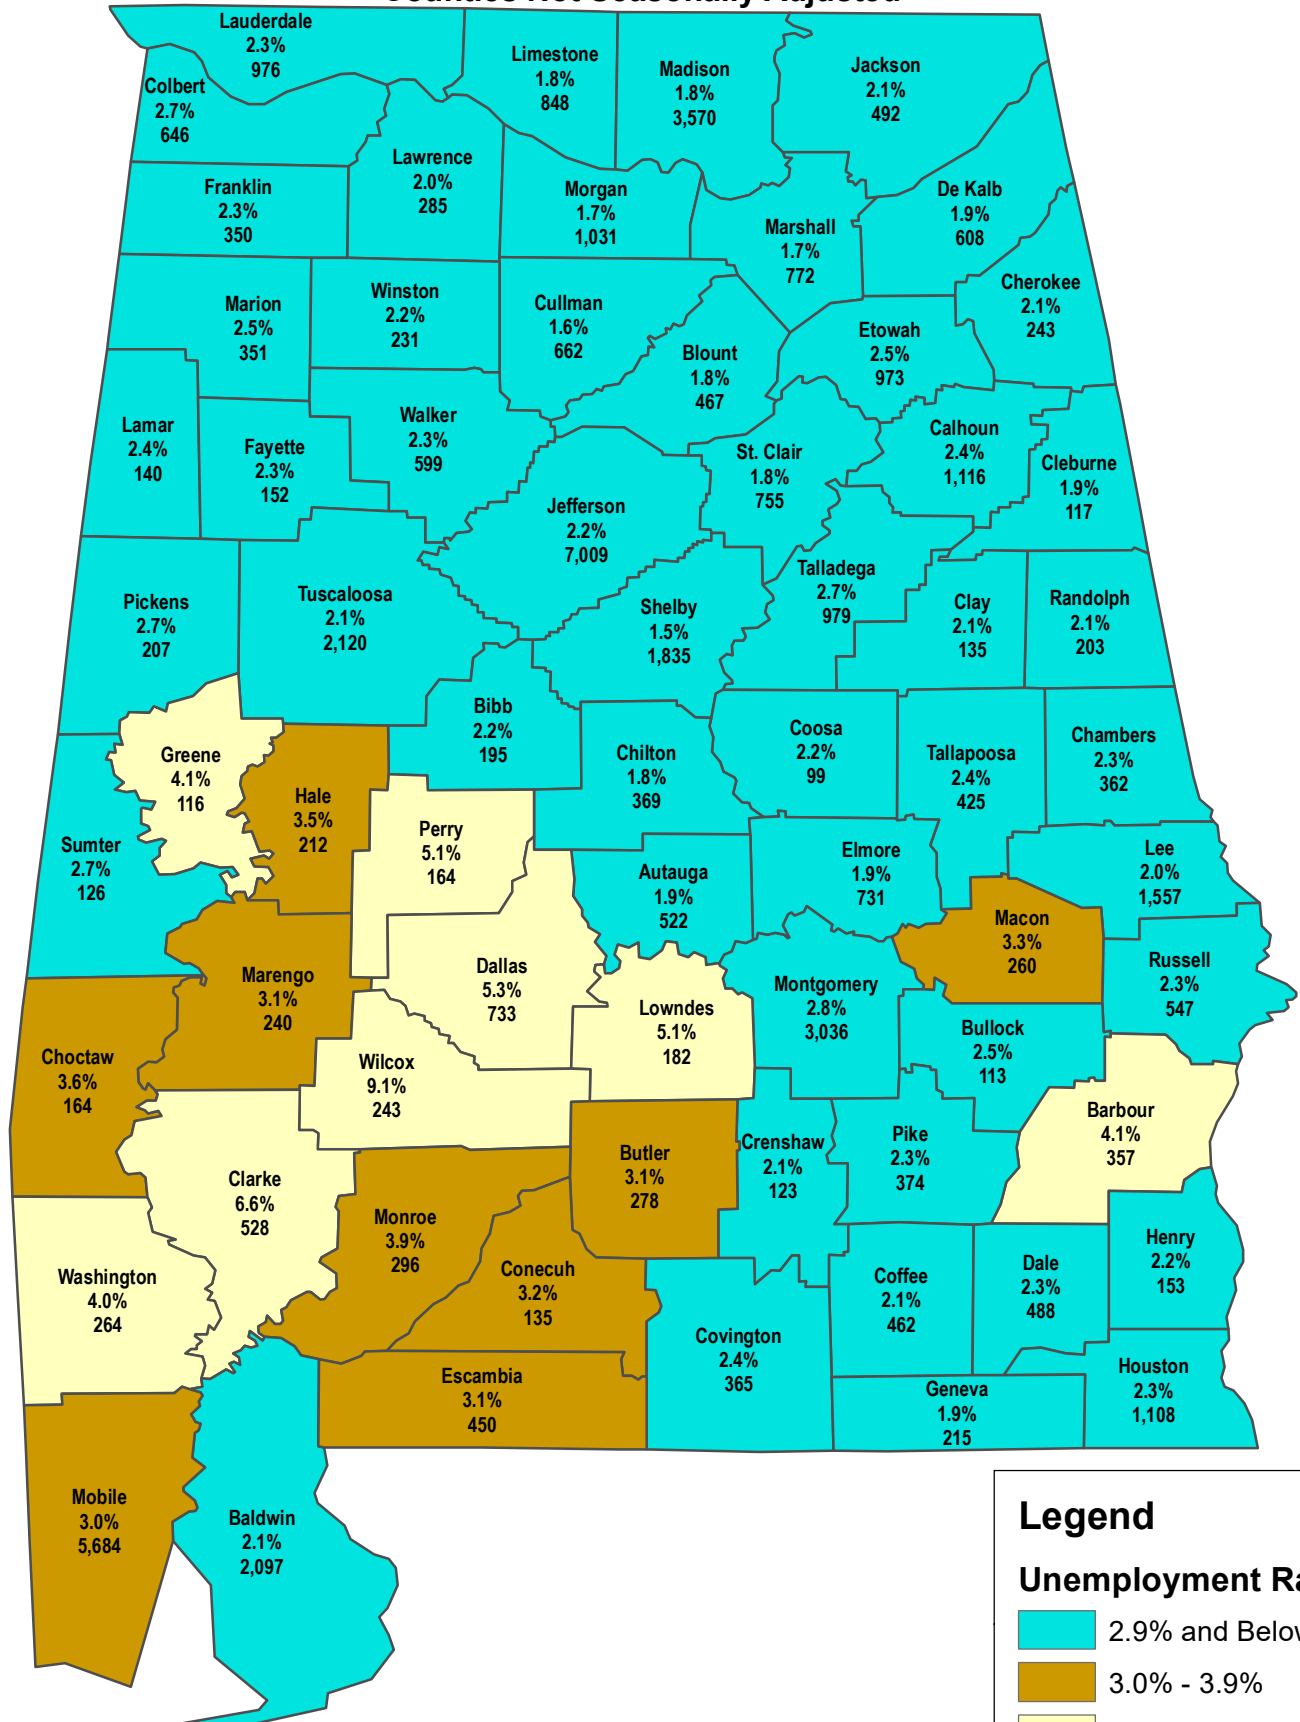 Counties Not Seasonally Adjusted
Lauderdale
2.3%
976
Limestone
1.8%
848
Madison
1.8%
3,570
Jackson
2.1%
492
Colbert
2.7%
646
Lawrence
2.0%
285
Franklin
2.3%
350
Morgan
1.7%
1,031
Marshall
1.7%
772
De Kalb
1.9%
608
Cherokee
2.1%
243
Marion
2.5%
351
Winston
2.2%
231
Cullman
1.6%
662
Blount
1.8%
467
Etowah
2.5%
973
Lamar
2.4%
140
Fayette
2.3%
152
Walker
2.3%
599
Jefferson
2.2%
7,009
St. Clair
1.8%
755
Calhoun
2.4%
1,116
Cleburne
1.9%
117
Pickens
2.7%
207
Tuscaloosa
2.1%
2,120
Shelby
1.5%
1,835
Talladega
2.7%
979
Clay
2.1%
135
Randolph
2.1%
203
Bibb
2.2%
195
Greene
4.1%
116
Hale
3.5%
212
Chilton
1.8%
369
Coosa
2.2%
99
Tallapoosa
2.4%
425
Chambers
2.3%
362
Sumter
2.7%
126
Perry
5.1%
164
Autauga
1.9%
522
Elmore
1.9%
731
Lee
2.0%
1,557
Macon
3.3%
260
Russell
2.3%
547
Marengo
3.1%
240
Dallas
5.3%
733
Lowndes
5.1%
182
Montgomery
2.8%
3,036
Bullock
2.5%
113
Choctaw
3.6%
164
Wilcox
9.1%
243
Barbour
4.1%
357
Butler
3.1%
278
Crenshaw
2.1%
123
Pike
2.3%
374
Clarke
6.6%
528
Monroe
3.9%
296
Conecuh
3.2%
135
Washington
4.0%
264
Henry
2.2%
153
Dale
2.3%
488
Coffee
2.1%
462
Covington
2.4%
365
Escambia
3.1%
450
Geneva
1.9%
215
Houston
2.3%
1,108
Mobile
3.0%
5,684
Baldwin
2.1%
2,097
Legend
Unemployment Ra
2.9% and Below
3.0% - 3.9%